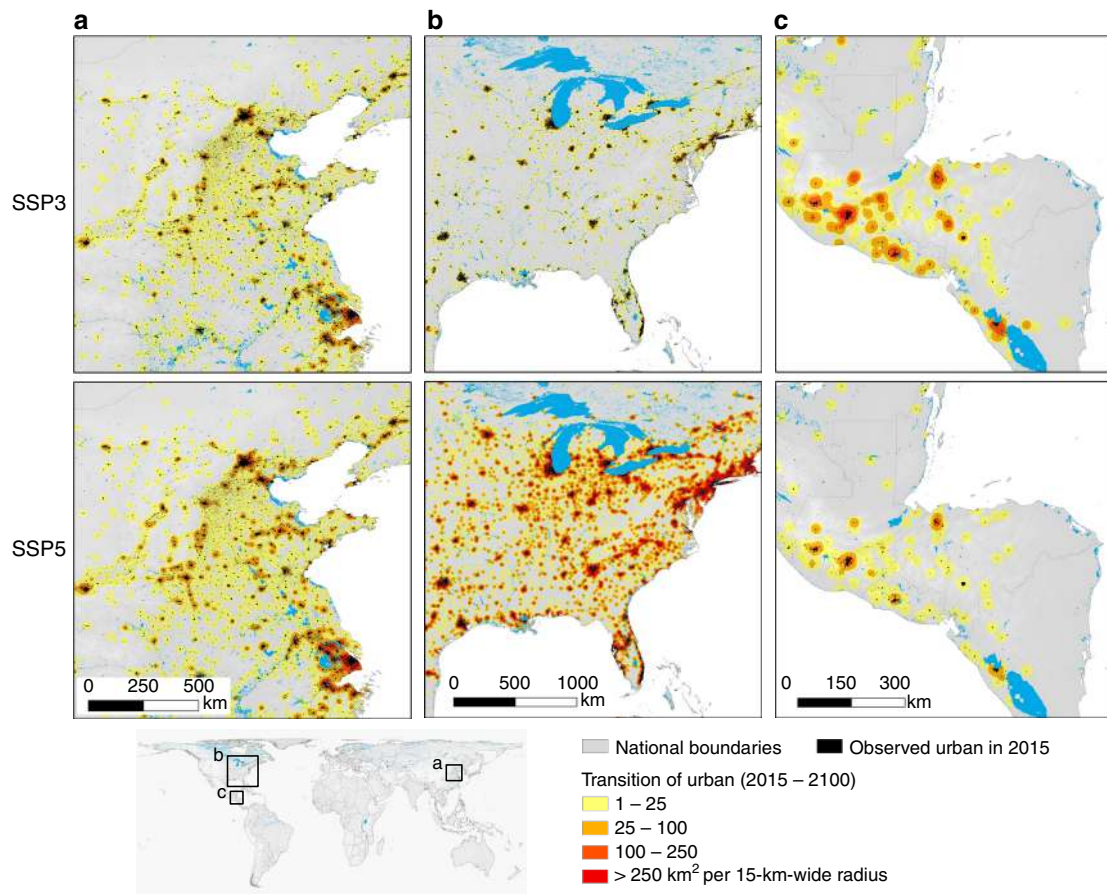 a
b
c
SSP3
SSP5
0 250 500
km
0 500 1000
km
0 150 300
km
b
a
c
National boundaries
Observed urban in 2015
Transition of urban (2015 – 2100)
1 – 25
25 – 100
100 – 250
> 250 km² per 15-km-wide radius